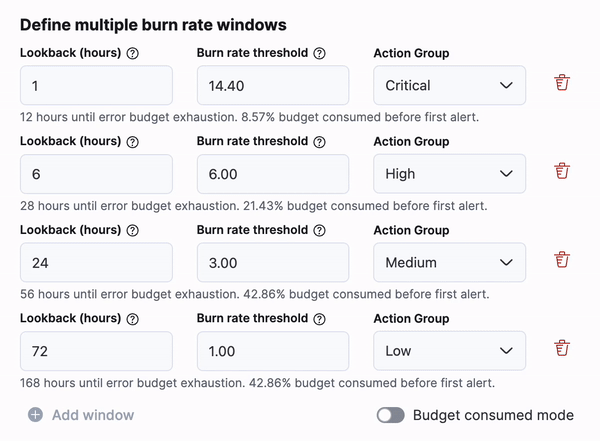 Define multiple burn rate windows
Lookback (hours) Burn rate threshold Action Group
1 14.40 Critical
12 hours until error budget exhaustion. 8.57% budget consumed before first alert.
Lookback (hours) Burn rate threshold Action Group
6 6.00 High
28 hours until error budget exhaustion. 21.43% budget consumed before first alert.
Lookback (hours) Burn rate threshold Action Group
24 3.00 Medium
56 hours until error budget exhaustion. 42.86% budget consumed before first alert.
Lookback (hours) Burn rate threshold Action Group
72 1.00 Low
168 hours until error budget exhaustion. 42.86% budget consumed before first alert.
Add window Budget consumed mode